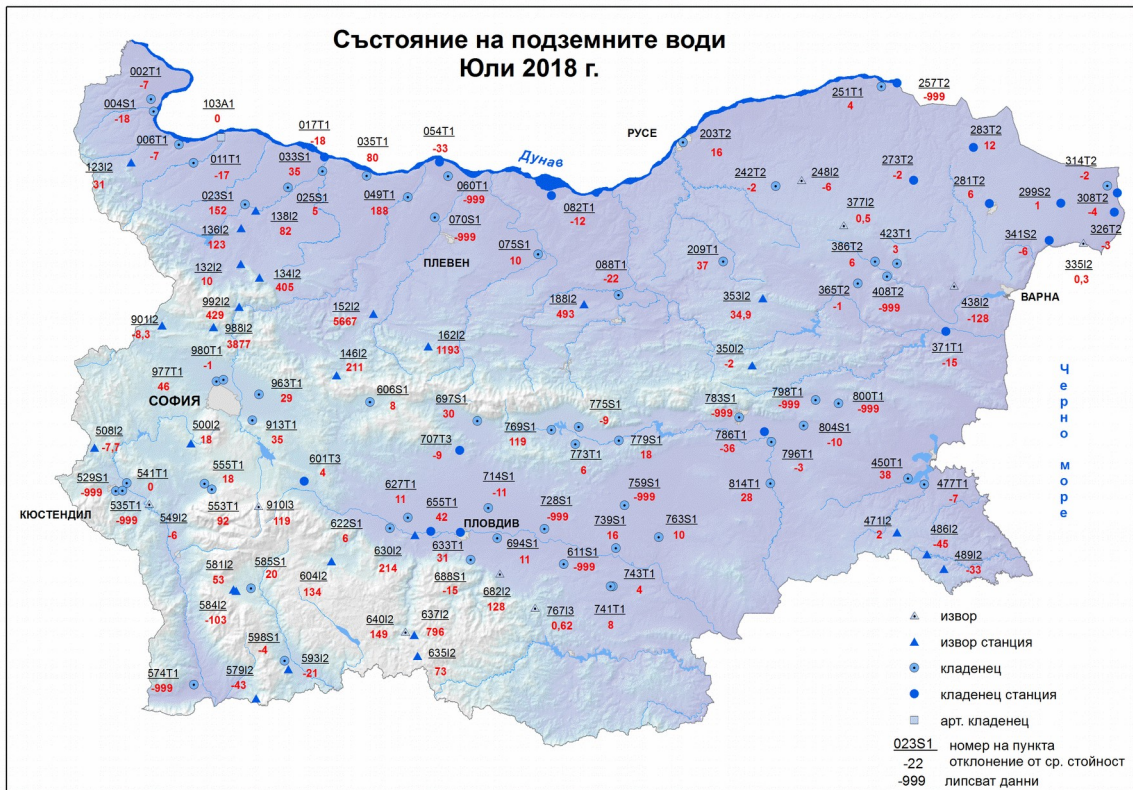 Състояние на подземните води
Юли 2018 г.
002T1
-7
004S1
-18
103A1
0
006T1
-7
011T1
-17
123I2
31
017T1
-18
033S1
35
025S1
5
035T1
80
049T1
188
054T1
-33
060T1
-999
070S1
-999
023S1
152
138I2
82
136I2
123
132I2
10
134I2
405
ПЛЕВЕН
075S1
10
Дунав
082T1
-12
088T1
-22
РУСЕ
203T2
16
251T1
4
257T2
-999
283T2
12
273T2
-2
242T2
-2
248I2
-6
281T2
6
299S2
1
314T2
-2
308T2
-4
326T2
-3
377I2
0,5
423T1
3
386T2
6
341S2
-6
335I2
0,3
209T1
37
365T2
-1
408T2
-999
438I2
-128
ВАРНА
353I2
34,9
371T1
-15
350I2
-2
992I2
429
152I2
5667
188I2
493
901I2
-8,3
988I2
3877
162I2
1193
146I2
211
980T1
-1
977T1
46
СОФИЯ
963T1
29
606S1
8
697S1
30
913T1
35
500I2
18
508I2
-7,7
769S1
119
775S1
-9
773T1
6
779S1
18
783S1
-999
798T1
-999
800T1
-999
804S1
-10
786T1
-36
796T1
-3
814T1
28
707T3
-9
601T3
4
529S1
-999
541T1
0
535T1
-999
КЮСТЕНДИЛ
549I2
-6
555T1
18
553T1
92
910I3
119
627T1
11
655T1
42
714S1
-11
ПЛОВДИВ
728S1
-999
759S1
-999
739S1
16
763S1
10
622S1
6
630I2
214
633T1
31
694S1
11
611S1
-999
743T1
4
741T1
8
688S1
-15
682I2
128
767I3
0,62
450T1
38
477T1
-7
471I2
2
486I2
-45
489I2
-33
Черно море
581I2
53
585S1
20
584I2
-103
604I2
134
640I2
149
637I2
796
635I2
73
598S1
-4
593I2
-21
579I2
-43
574T1
-999
извор
извор станция
кладенец
кладенец станция
арт. кладенец
023S1 номер на пункта
-22 отклонение от ср. стойност
-999 липсват данни